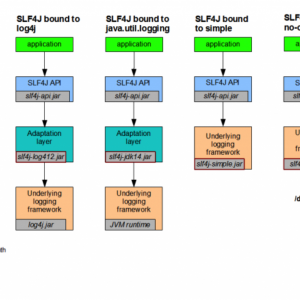 SLF4J bound to
log4j
application
SLF4J API
slf4j-api.jar
Adaptation
layer
slf4j-log412.jar
Underlying
logging
framework
log4j.jar
SLF4J bound to
java.util.logging
application
SLF4J API
slf4j-api.jar
Adaptation
layer
slf4j-jdk14.jar
Underlying
logging
framework
JVM runtime
SLF4J bound
to simple
application
SLF4J API
slf4j-api.jar
Underlying
logging
framework
slf4j-simple.jar
no-